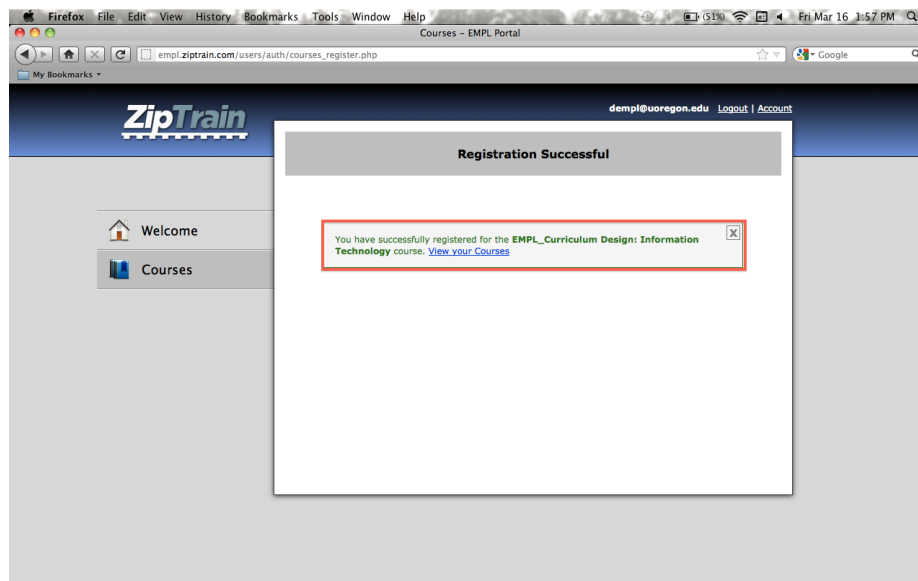 Firefox File Edit View History Bookmarks Tools Window Help (51%) Fri Mar 16 1:57 PM
Courses – EMPL Portal
empl.ziptrain.com/users/auth/courses_register.php Google
My Bookmarks
ZipTrain
dempl@uoregon.edu Logout | Account
Registration Successful
Welcome
Courses
You have successfully registered for the EMPL_Curriculum Design: Information X
Technology course. View your Courses